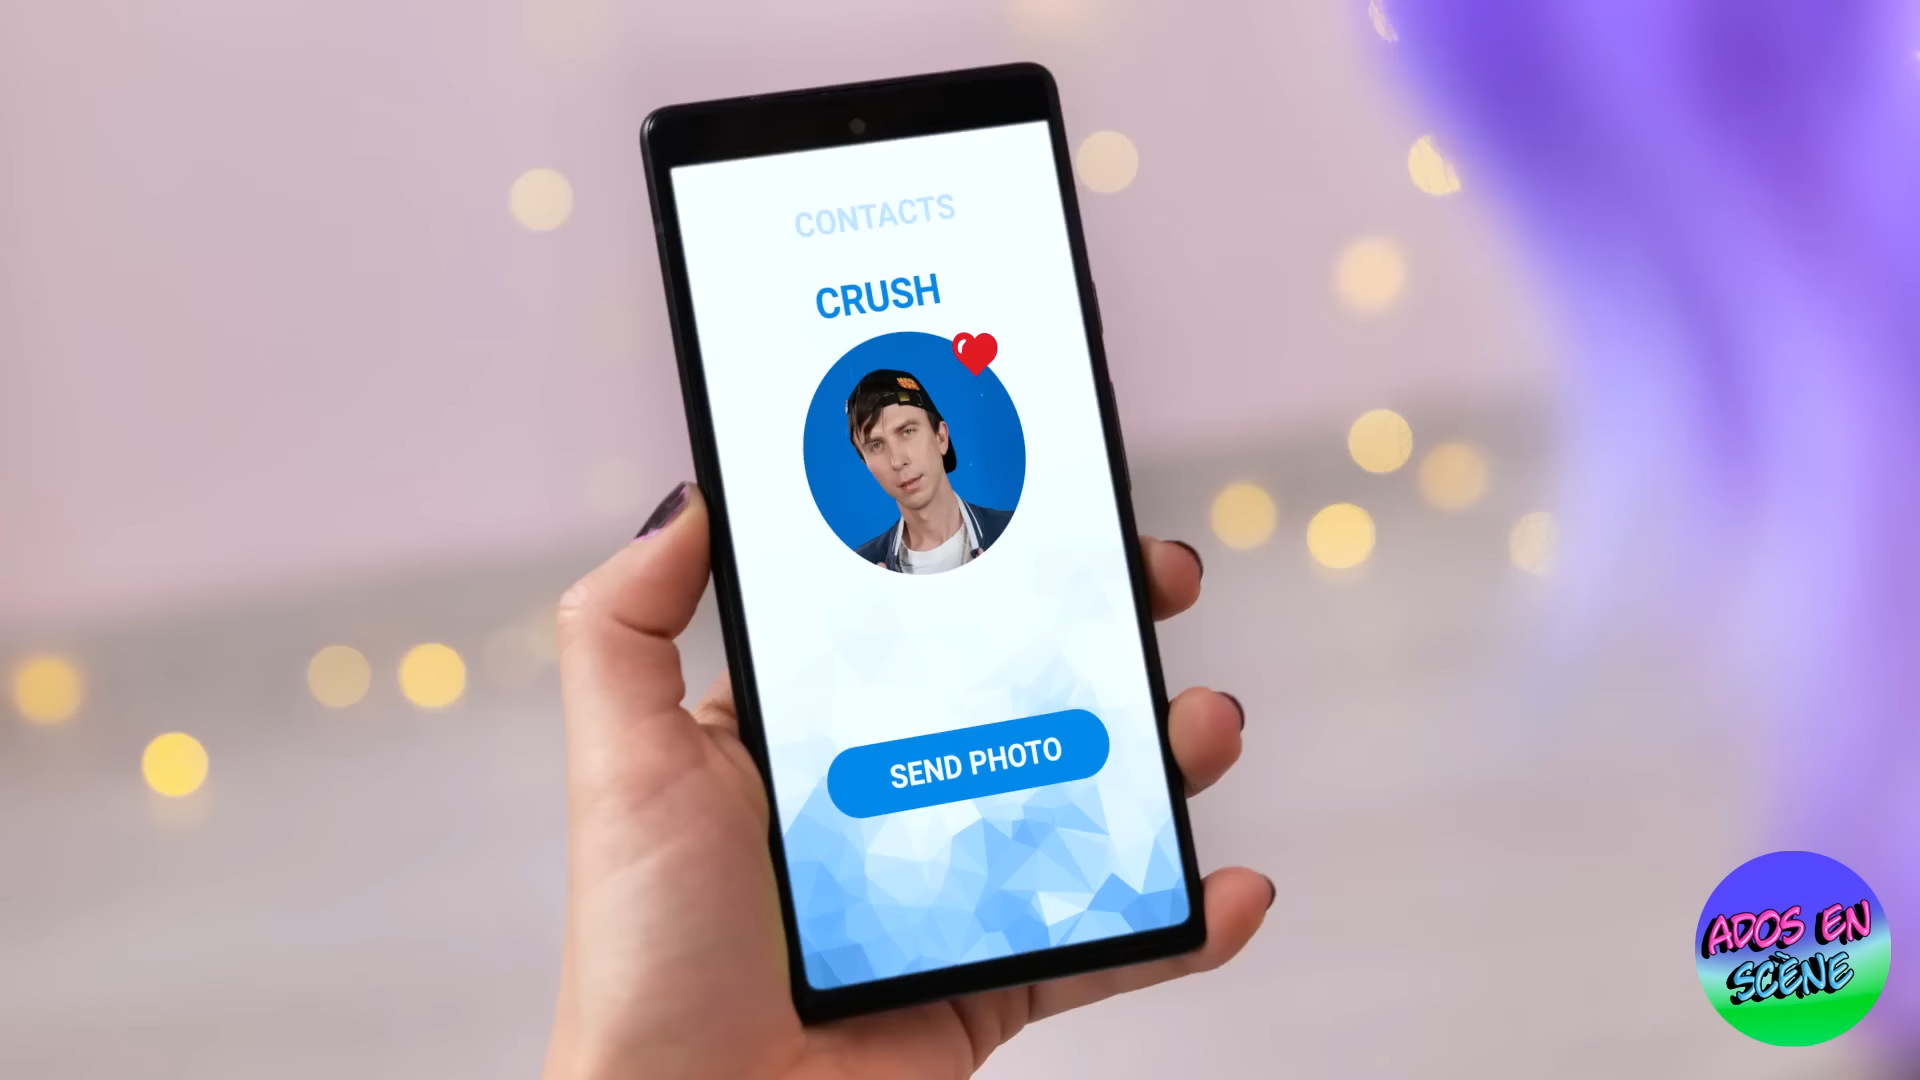 CONTACTS
CRUSH
SEND PHOTO
ADOS EN
SCÈNE